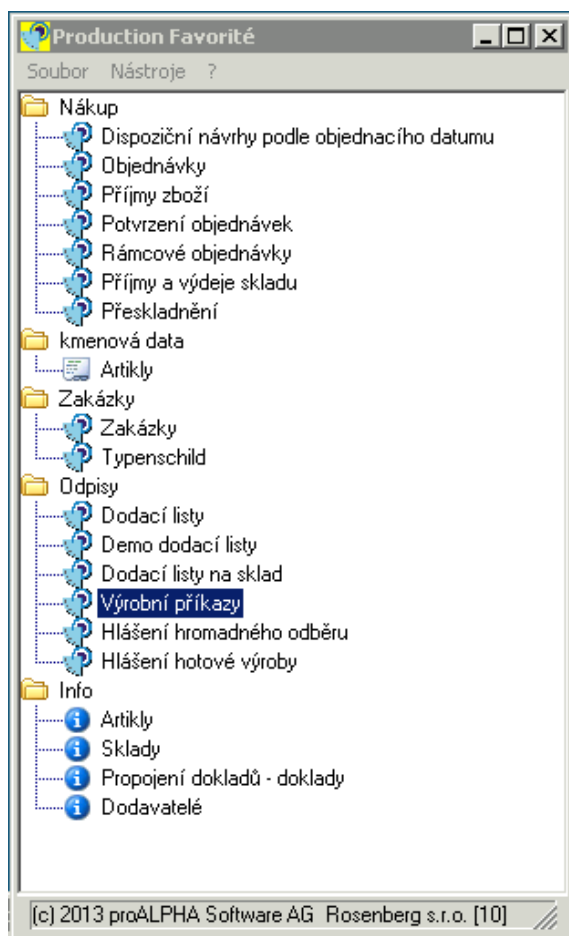 Production Favorité
Soubor Nástroje ?
Nákup
Dispoziční návrhy podle objednacího datumu
Objednávky
Příjmy zboží
Potvrzení objednávek
Rámcové objednávky
Příjmy a výdeje skladu
Přeskladnění
kmenová data
Artikly
Zakázky
Zakázky
Typenschild
Odpisy
Dodací listy
Demo dodací listy
Dodací listy na sklad
Výrobní příkazy
Hlášení hromadného odběru
Hlášení hotové výroby
Info
Artikly
Sklady
Propojení dokladů - doklady
Dodavatelé
(c) 2013 proALPHA Software AG Rosenberg s.r.o. [10]